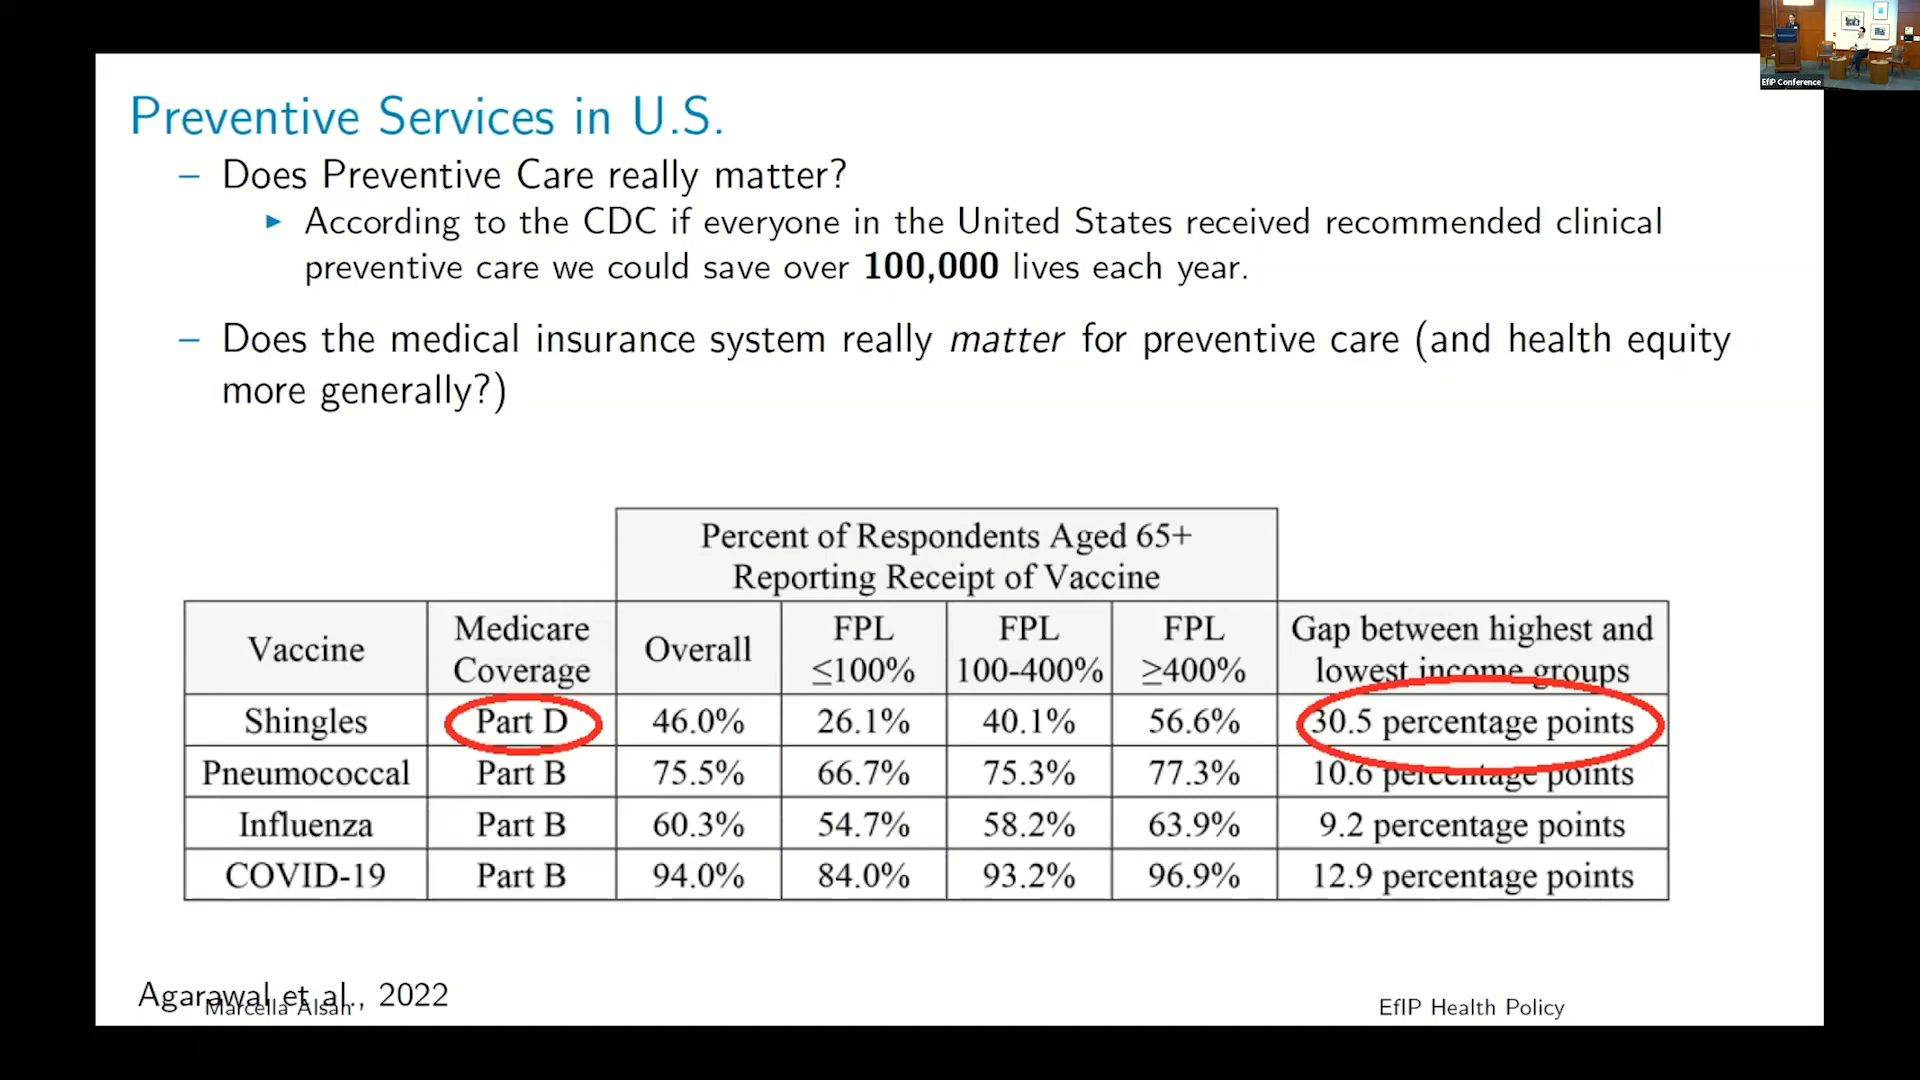 EfIP Conference
Preventive Services in U.S.
– Does Preventive Care really matter?
According to the CDC if everyone in the United States received recommended clinical
preventive care we could save over 100,000 lives each year.
– Does the medical insurance system really matter for preventive care (and health equity
more generally?)
Percent of Respondents Aged 65+
Reporting Receipt of Vaccine
Vaccine Medicare Coverage Overall FPL ≤100% FPL 100-400% FPL ≥400% Gap between highest and lowest income groups
Shingles Part D 46.0% 26.1% 40.1% 56.6% 30.5 percentage points
Pneumococcal Part B 75.5% 66.7% 75.3% 77.3% 10.6 percentage points
Influenza Part B 60.3% 54.7% 58.2% 63.9% 9.2 percentage points
COVID-19 Part B 94.0% 84.0% 93.2% 96.9% 12.9 percentage points
Agarawal et al., 2022
Marcella Alsan
EfIP Health Policy